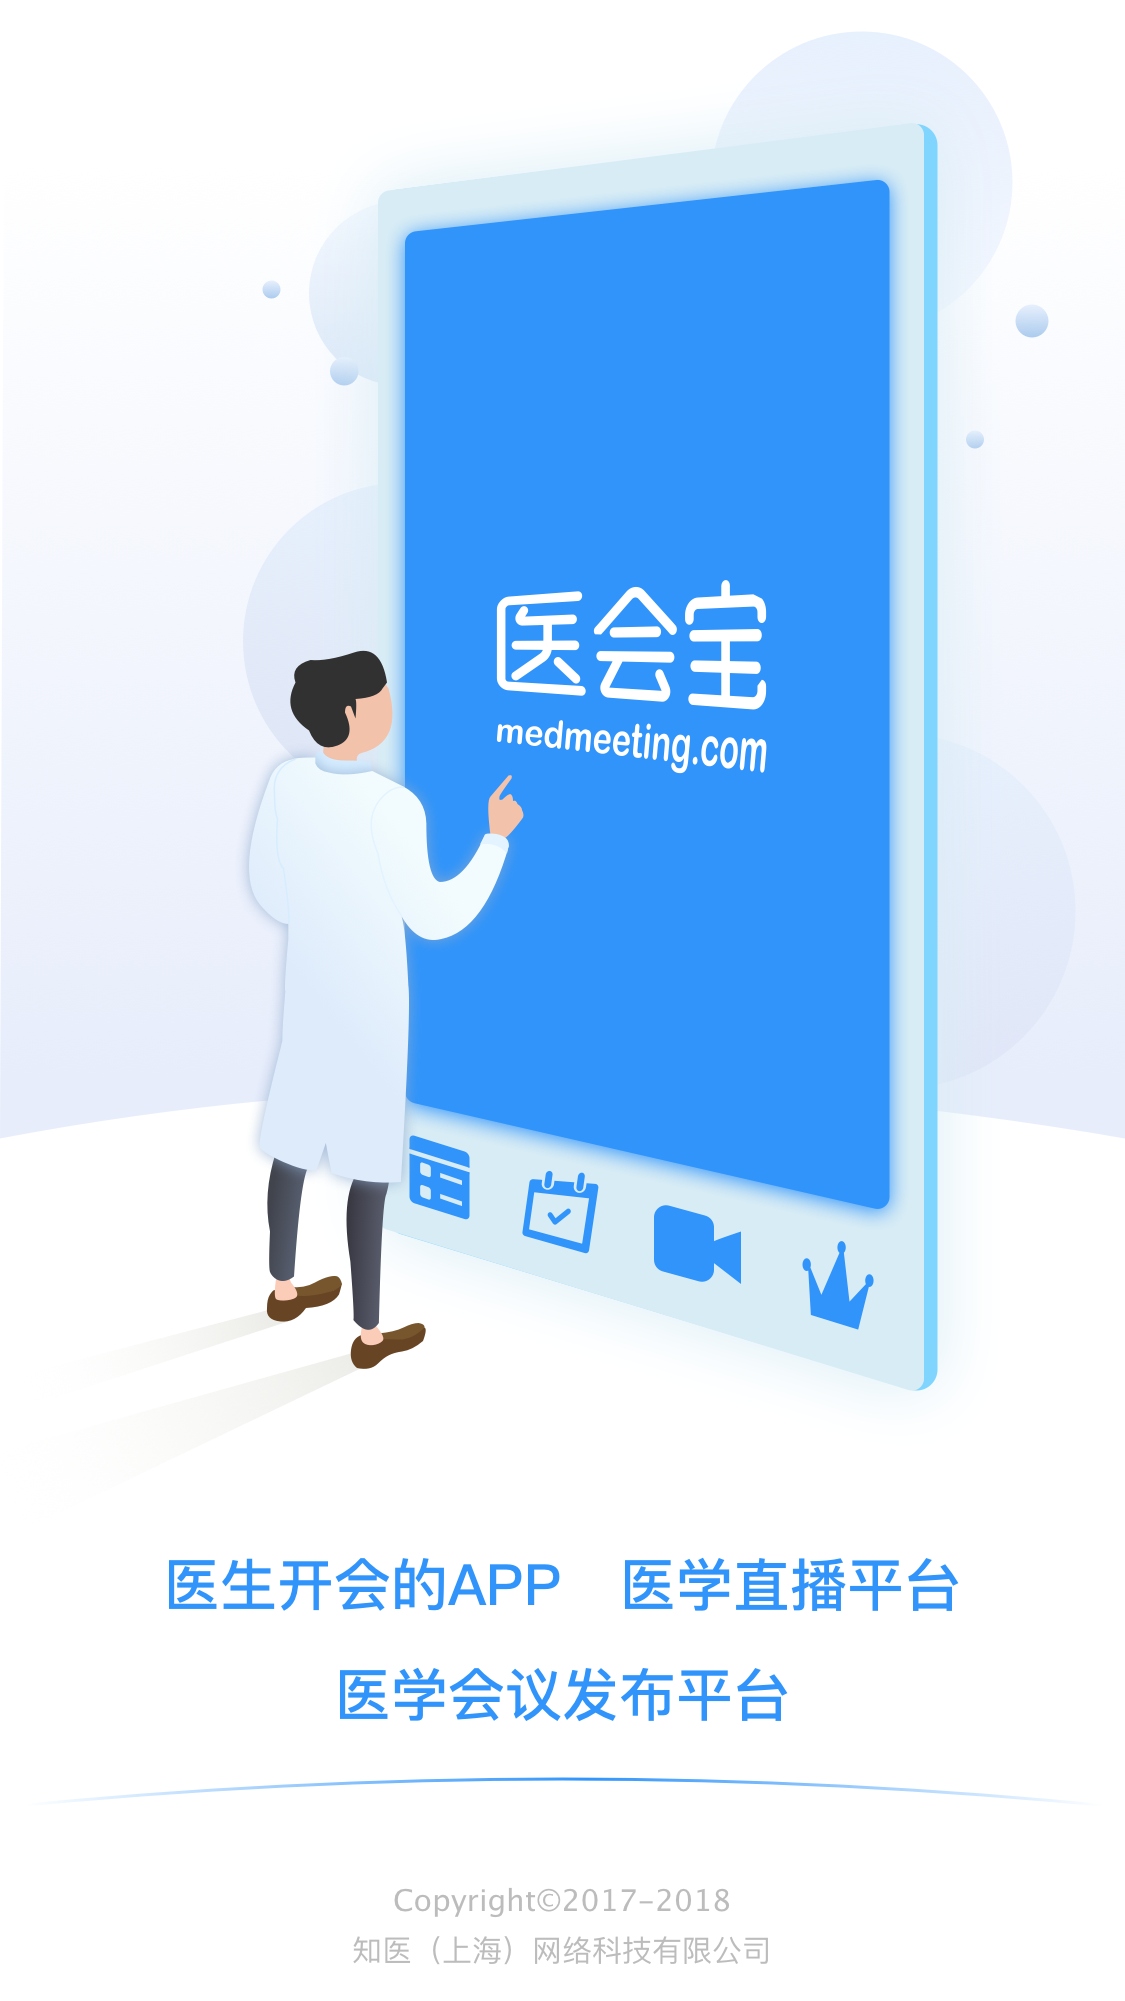 医会宝
medmeeting.com
医生开会的APP 医学直播平台
医学会议发布平台
Copyright©2017-2018
知医（上海）网络科技有限公司